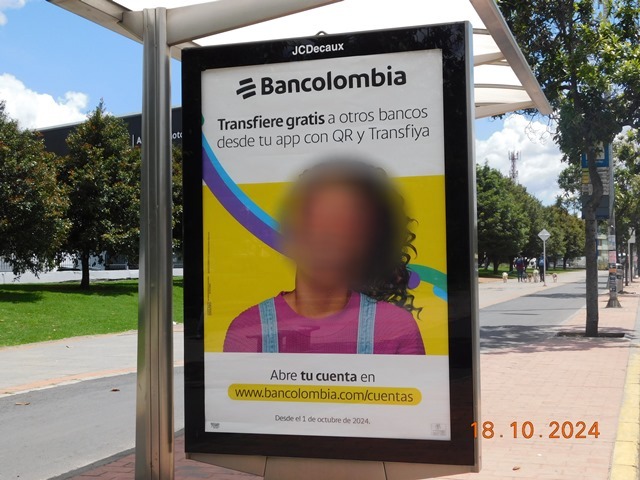 JCDecaux
Bancolombia
Transfiere gratis a otros bancos
desde tu app con QR y Transfiya
Abre tu cuenta en
www.bancolombia.com/cuentas
Desde el 1 de octubre de 2024.
18.10.2024